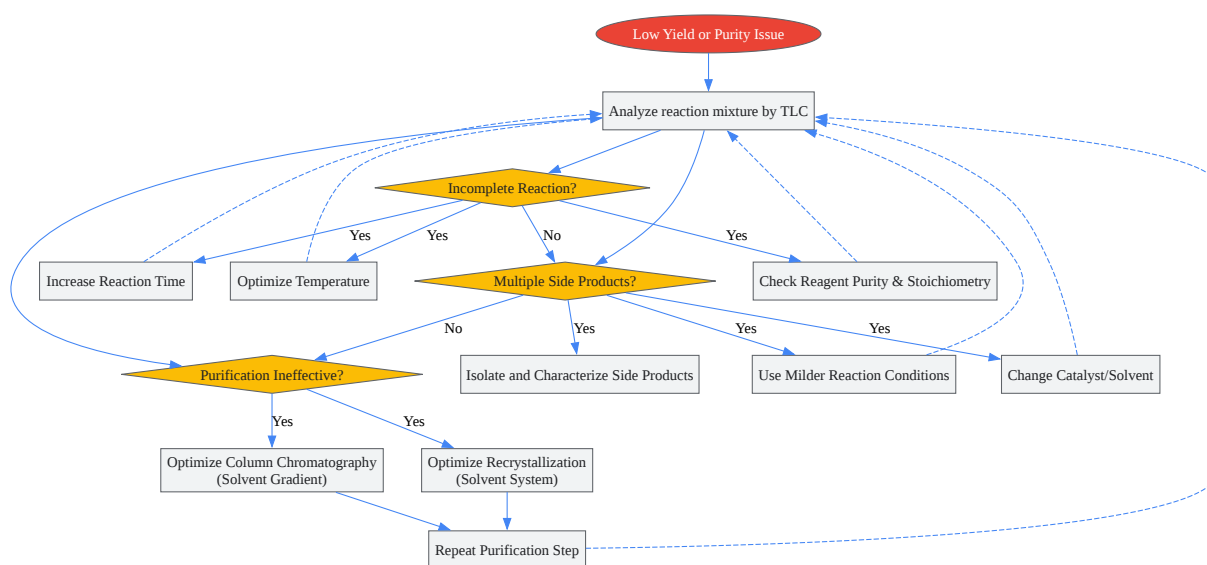 Low Yield or Purity Issue
Analyze reaction mixture by TLC
Incomplete Reaction?
Yes
Yes
No
Yes
Increase Reaction Time
Optimize Temperature
Multiple Side Products?
Check Reagent Purity & Stoichiometry
No
Yes
Yes
Yes
Purification Ineffective?
Isolate and Characterize Side Products
Use Milder Reaction Conditions
Change Catalyst/Solvent
Yes
Yes
Optimize Column Chromatography
(Solvent Gradient)
Optimize Recrystallization
(Solvent System)
Repeat Purification Step